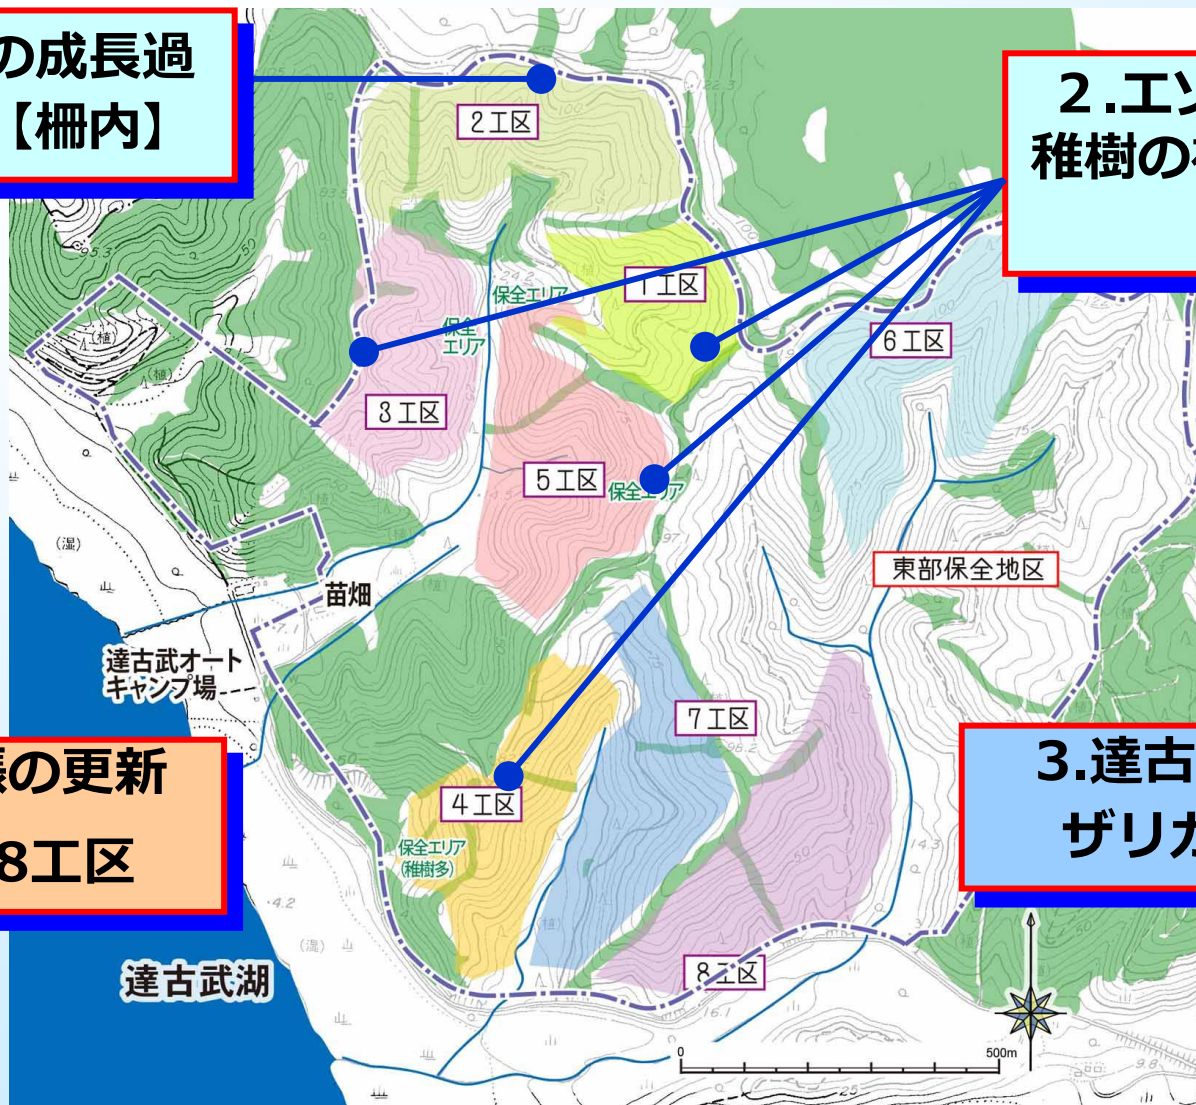 の成長過
【柵内】
2.エゾ
稚樹の
2工区
1工区
保全エリア
保全
エリア
6工区
3工区
5工区
保全エリア
東部保全地区
苗畑
達古武オート
キャンプ場
7工区
の更新
8工区
4工区
保全エリア
(稚樹多)
3.達古
ザリガ
達古武湖
8工区
0
500m